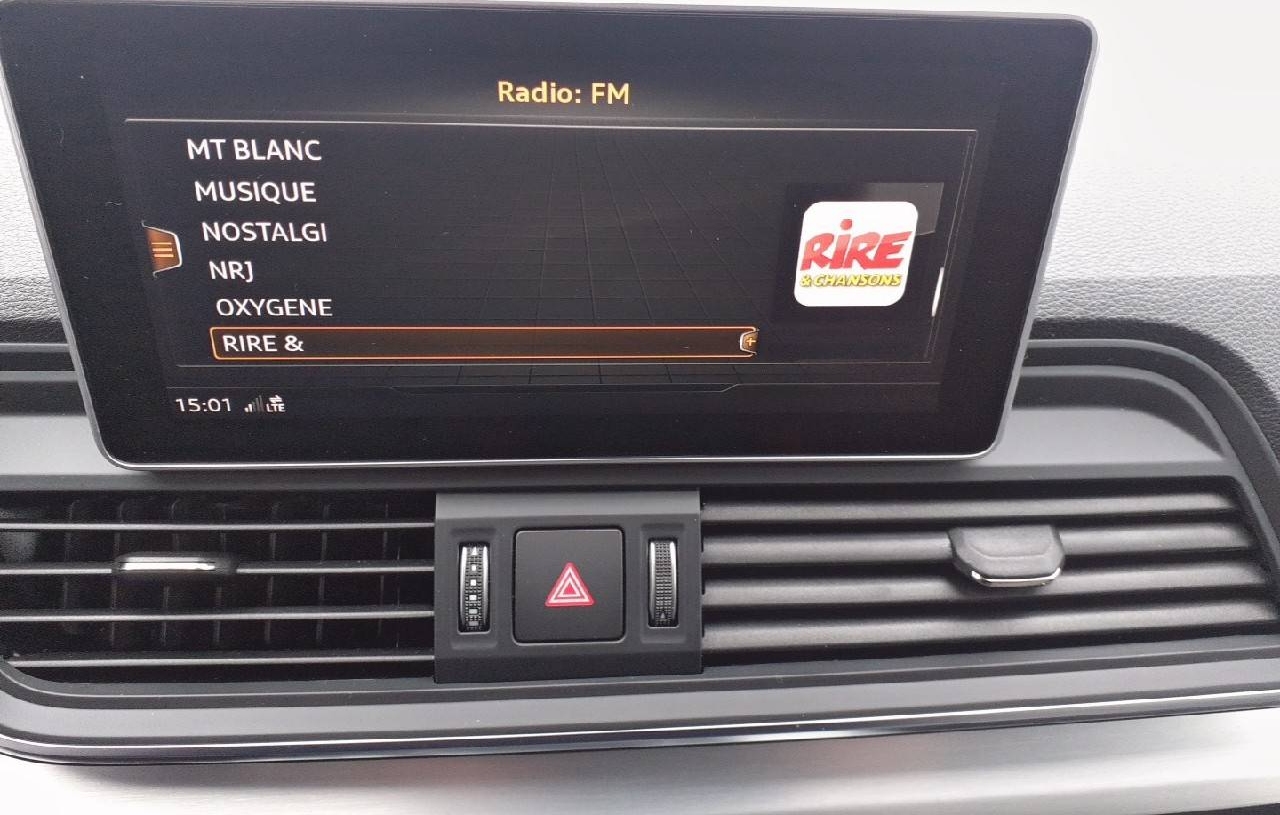 Radio: FM
MT BLANC
MUSIQUE
NOSTALGI
NRJ
OXYGENE
RIRE &
RiRE
& CHANSONS
15:01 LTE